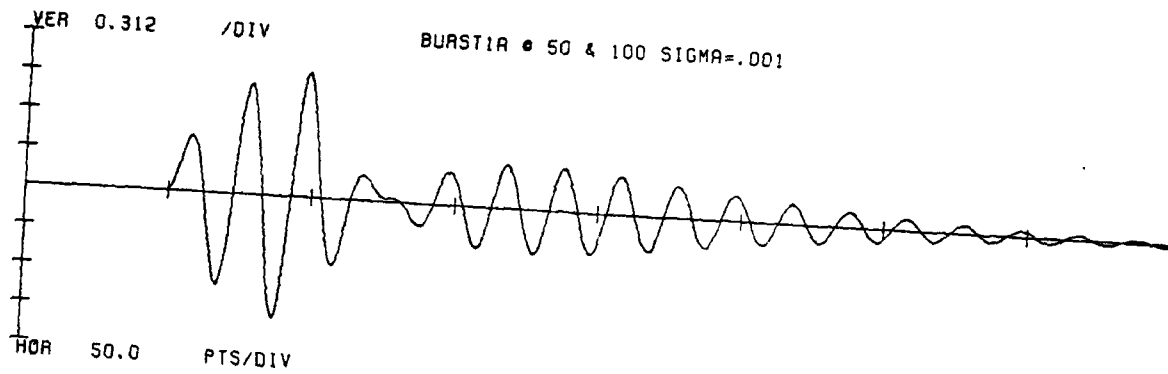 VER 0.312 /DIV
BURST1A @ 50 & 100 SIGMA=.001
HOR 50.0 PTS/DIV